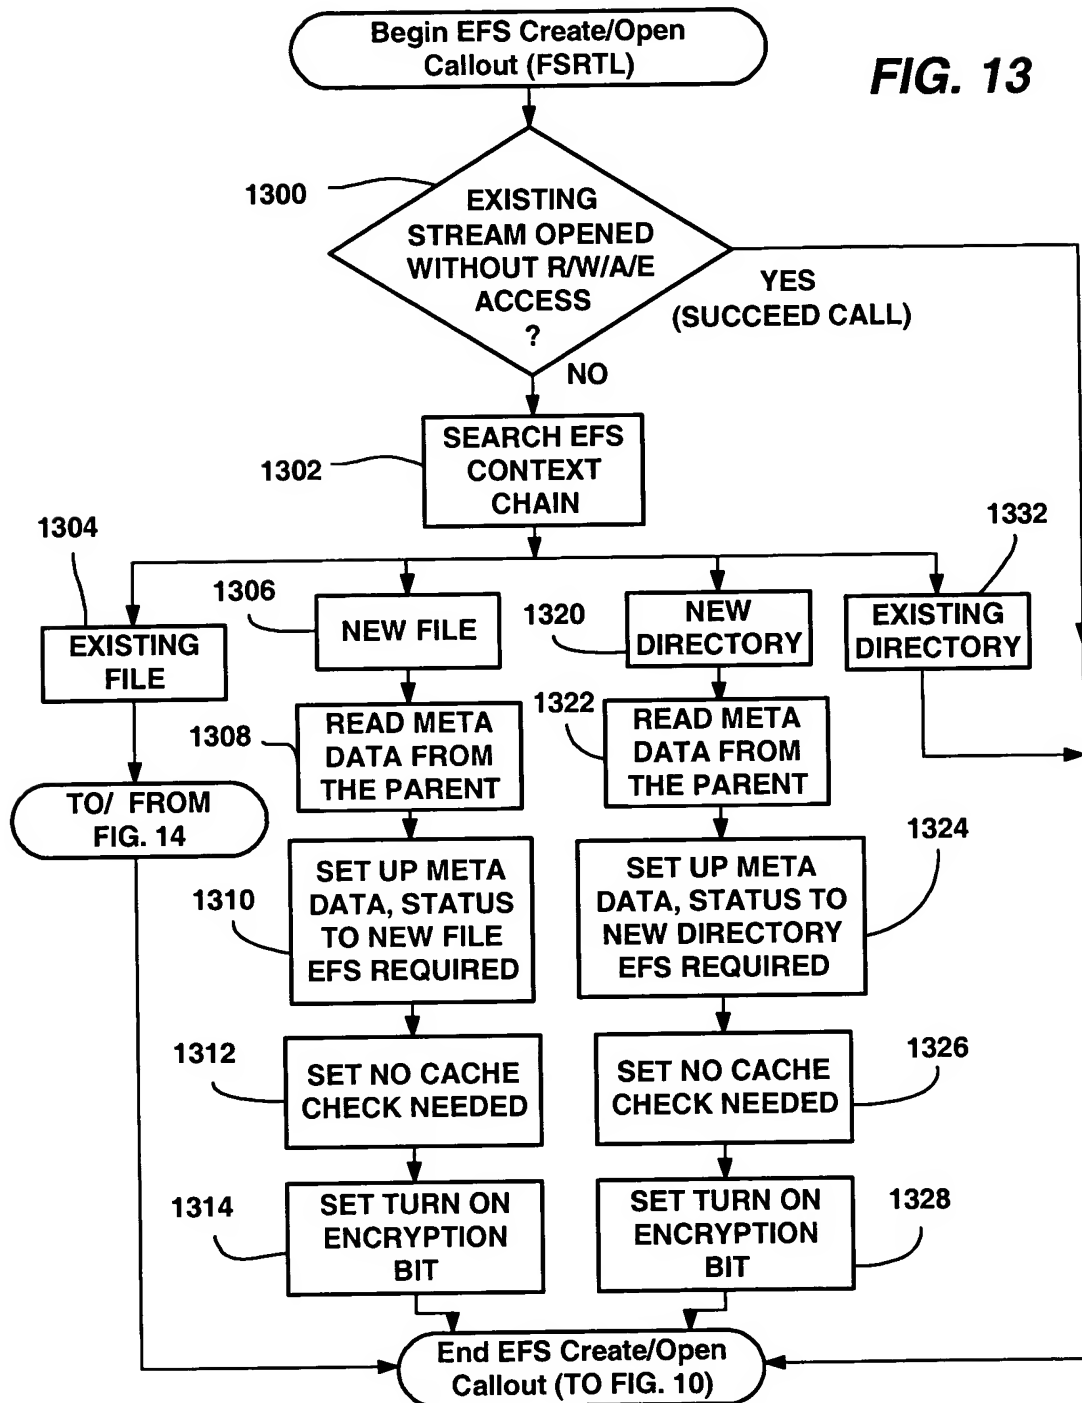 Begin EFS Create/Open
Callout (FSRTL)
FIG. 13
1300
EXISTING
STREAM OPENED
WITHOUT R/W/A/E
ACCESS
?
YES
(SUCCEED CALL)
NO
1302
SEARCH EFS
CONTEXT
CHAIN
1304
EXISTING
FILE
1306
NEW FILE
1320
NEW
DIRECTORY
1332
EXISTING
DIRECTORY
TO/ FROM
FIG. 14
1308
READ META
DATA FROM
THE PARENT
1322
READ META
DATA FROM
THE PARENT
1310
SET UP META
DATA, STATUS
TO NEW FILE
EFS REQUIRED
1324
SET UP META
DATA, STATUS TO
NEW DIRECTORY
EFS REQUIRED
1312
SET NO CACHE
CHECK NEEDED
1326
SET NO CACHE
CHECK NEEDED
1314
SET TURN ON
ENCRYPTION
BIT
1328
SET TURN ON
ENCRYPTION
BIT
End EFS Create/Open
Callout (TO FIG. 10)